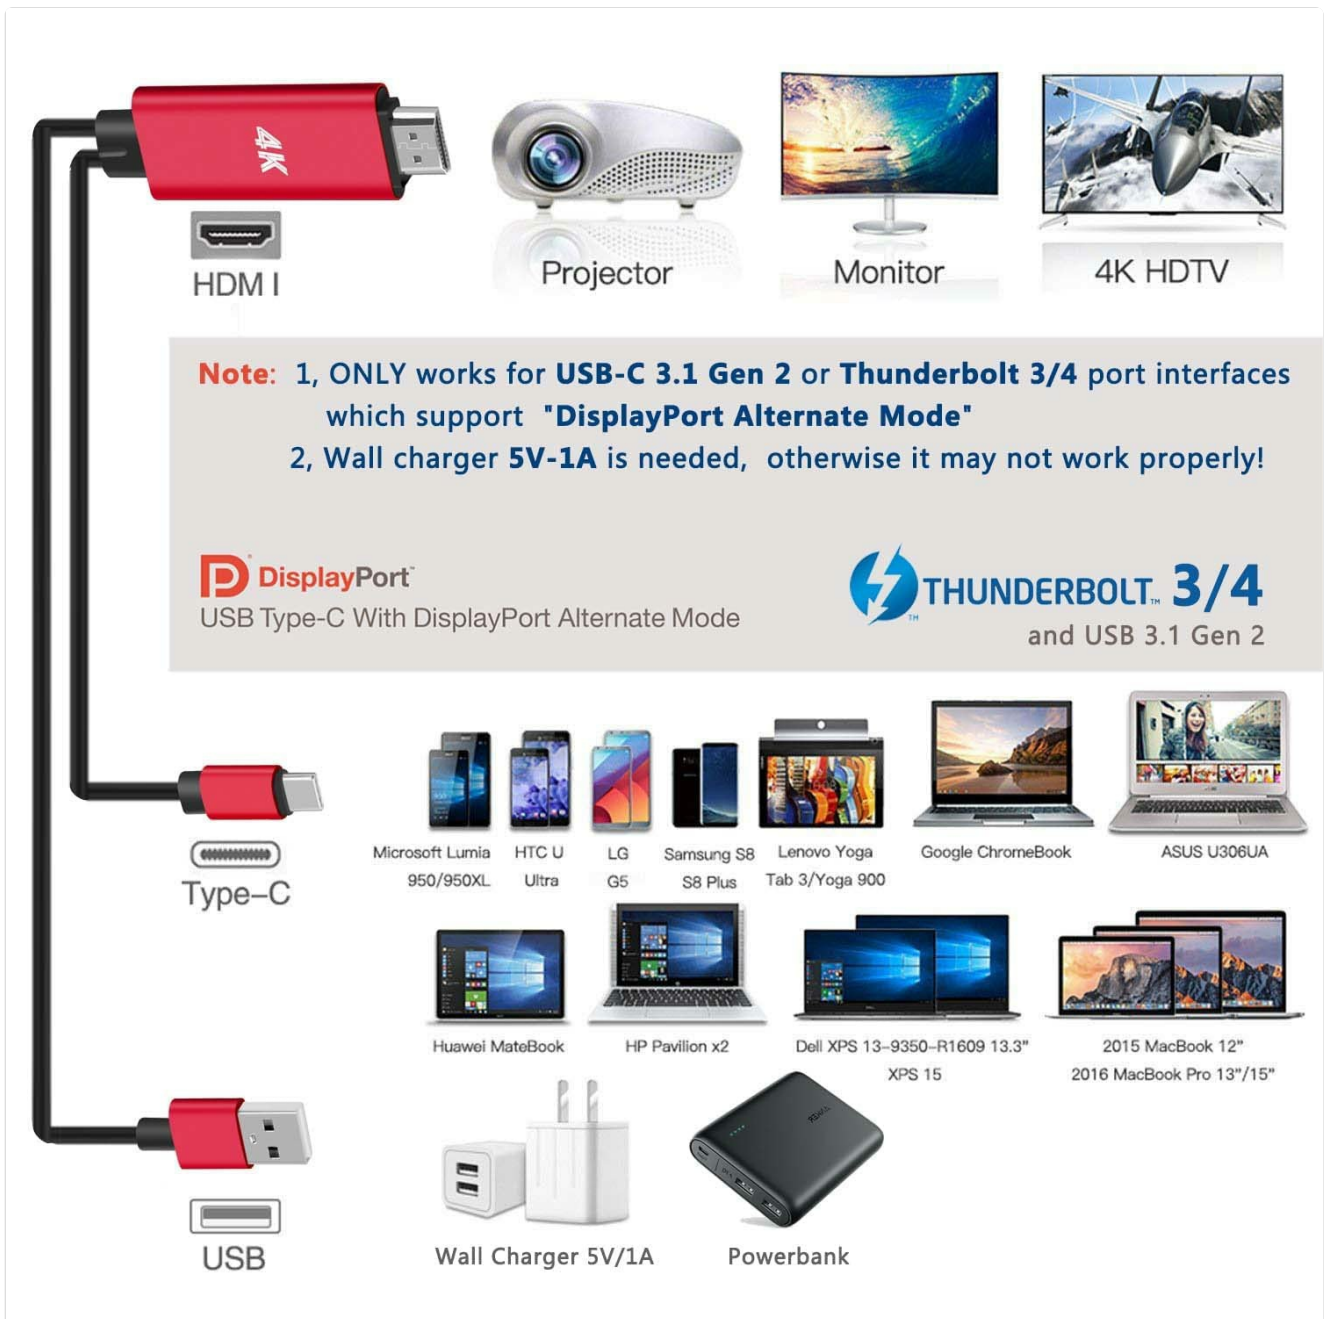 4K
HDMI
Projector
Monitor
4K HDTV
Note: 1, ONLY works for USB-C 3.1 Gen 2 or Thunderbolt 3/4 port interfaces
which support "DisplayPort Alternate Mode"
2, Wall charger 5V-1A is needed, otherwise it may not work properly!
DisplayPort™
USB Type-C With DisplayPort Alternate Mode
THUNDERBOLT™ 3/4
TM
and USB 3.1 Gen 2
Type-C
Microsoft Lumia
950/950XL
HTC U
Ultra
LG
G5
Samsung S8
S8 Plus
Lenovo Yoga
Tab 3/Yoga 900
Google ChromeBook
ASUS U306UA
Huawei MateBook
HP Pavilion x2
Dell XPS 13-9350-R1609 13.3"
XPS 15
2015 MacBook 12"
2016 MacBook Pro 13"/15"
USB
Wall Charger 5V/1A
Powerbank